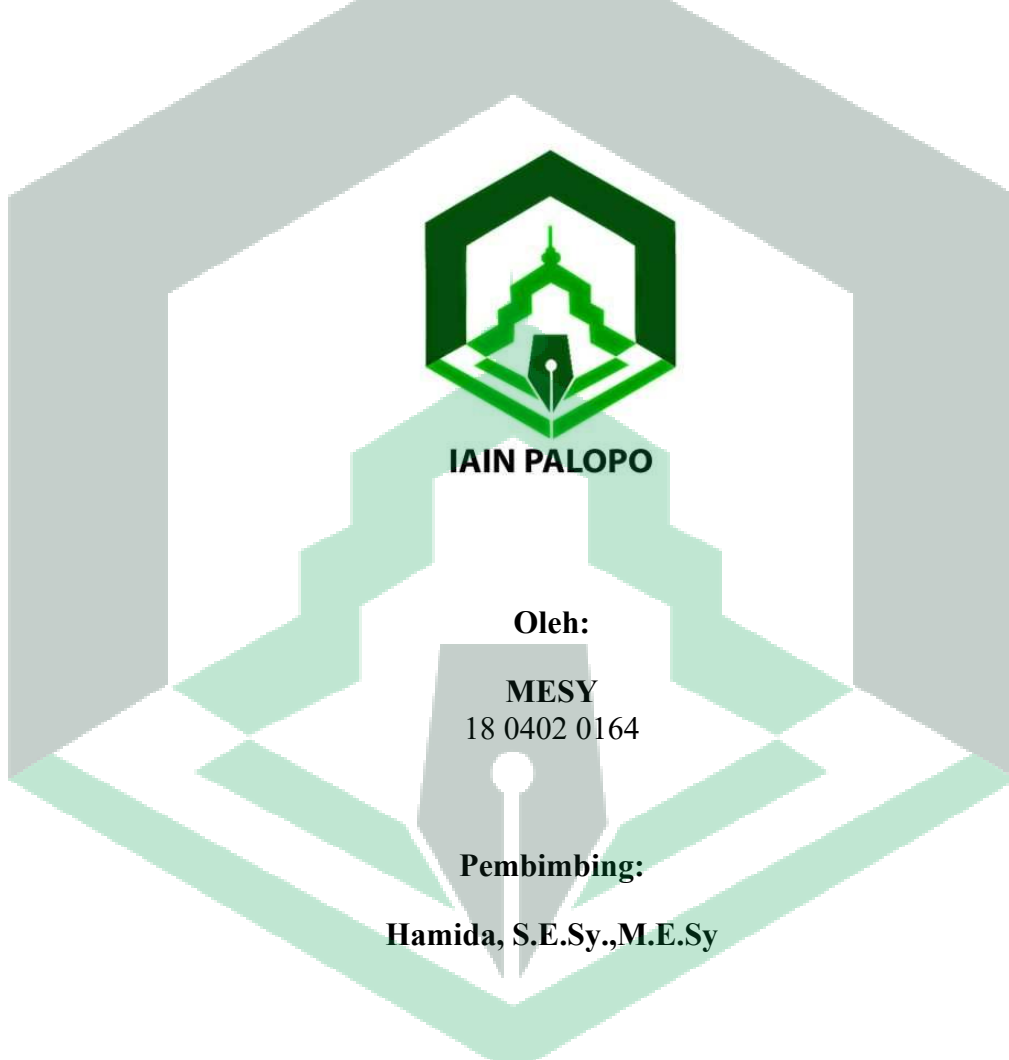 IAIN PALOPO
Oleh:
MESY
18 0402 0164
Pembimbing:
Hamida, S.E.Sy.,M.E.Sy